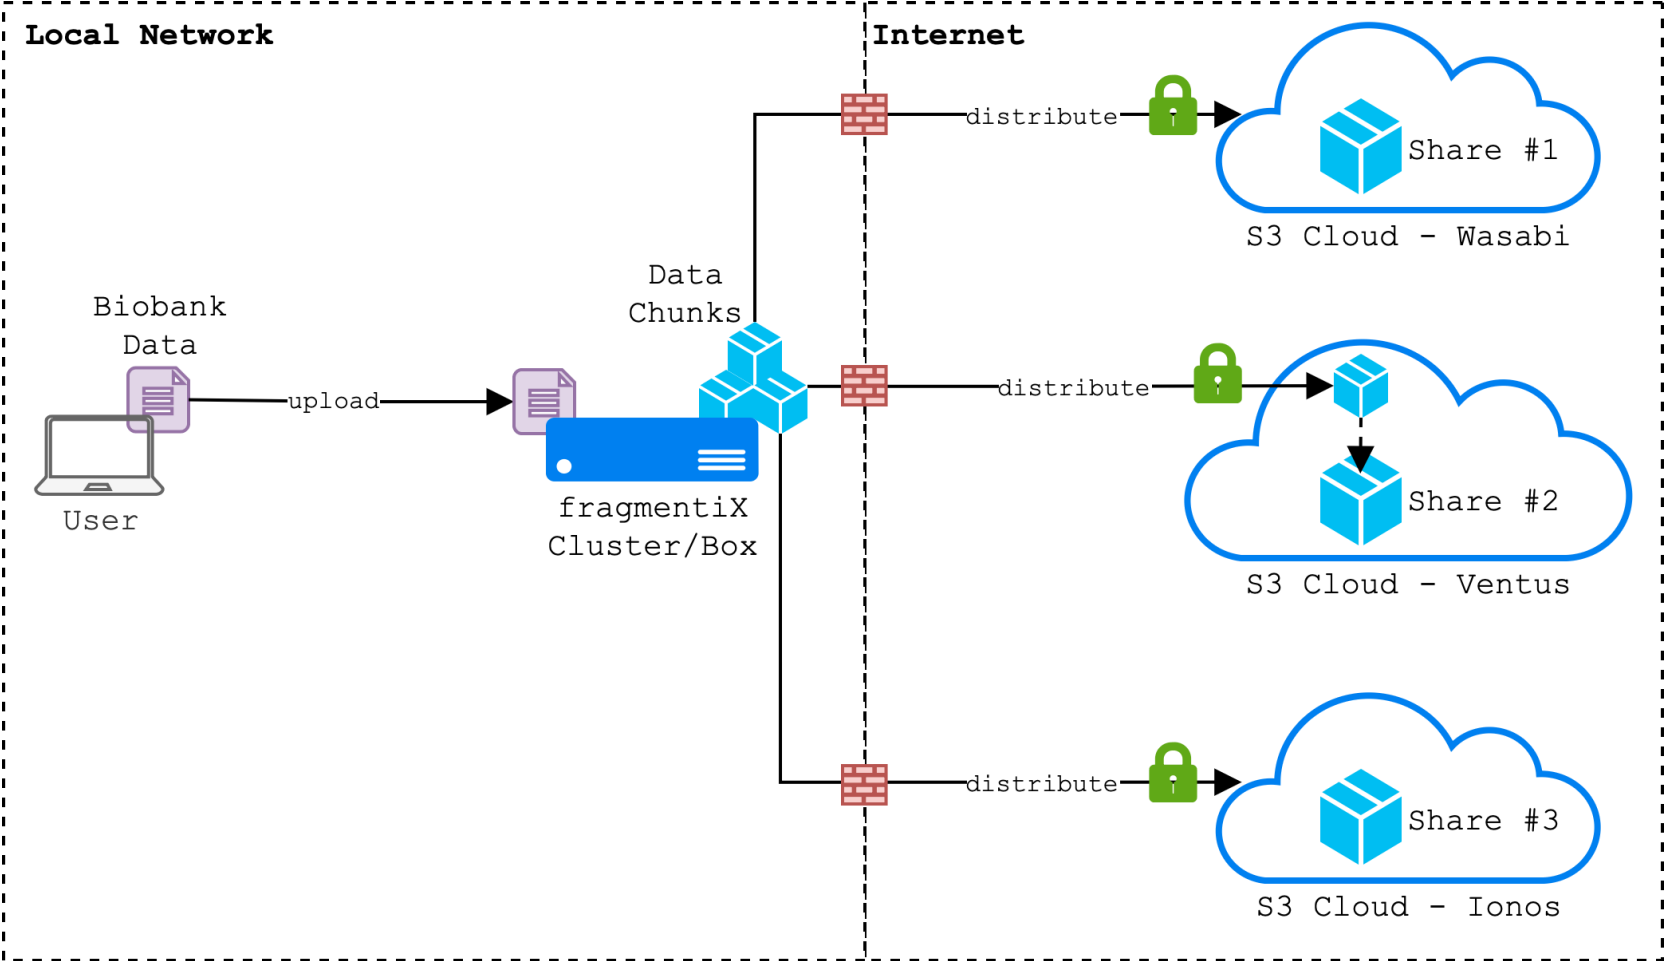 Local Network
Internet
distribute
Share #1
S3 Cloud - Wasabi
Data
Chunks
Biobank
Data
upload
distribute
User
fragmentiX
Cluster/Box
Share #2
S3 Cloud - Ventus
distribute
Share #3
S3 Cloud - Ionos